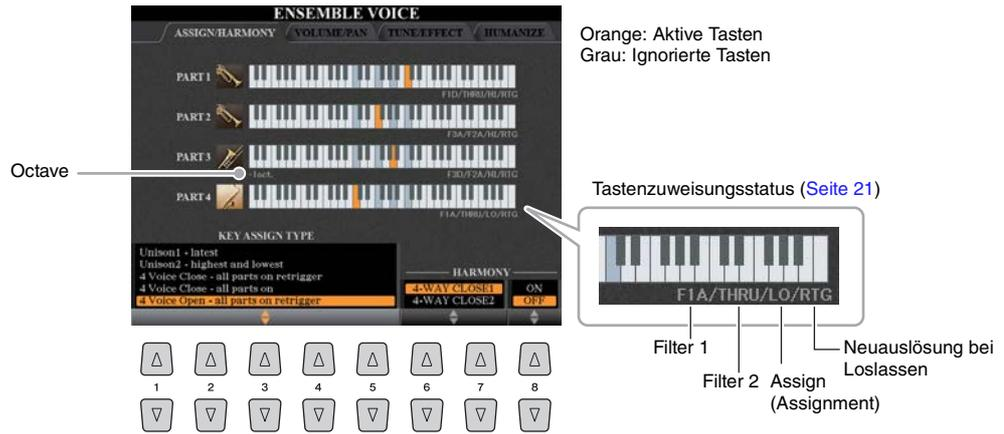 ENSEMBLE VOICE
ASSIGN/HARMONY VOLUME/PAN TUNE/EFFECT HUMANIZE
Orange: Aktive Tasten
Grau: Ignorierte Tasten
PART 1
F1D/THRU/HI/RTG
PART 2
F3A/F2A/HI/RTG
PART 3
Octave
-1oct.
F3D/F2A/HI/RTG
PART 4
F1A/THRU/LO/RTG
Tastenzuweisungsstatus (Seite 21)
F1A/THRU/LO/RTG
Filter 1
Filter 2
Assign
(Assignment)
Neuauslösung bei
Loslassen
KEY ASSIGN TYPE
Unison1 - latest
Unison2 - highest and lowest
4 Voice Close - all parts on retrigger
4 Voice Close - all parts on
4 Voice Open - all parts on retrigger
HARMONY
4-WAY CLOSE1
4-WAY CLOSE2
ON
OFF
1 2 3 4 5 6 7 8